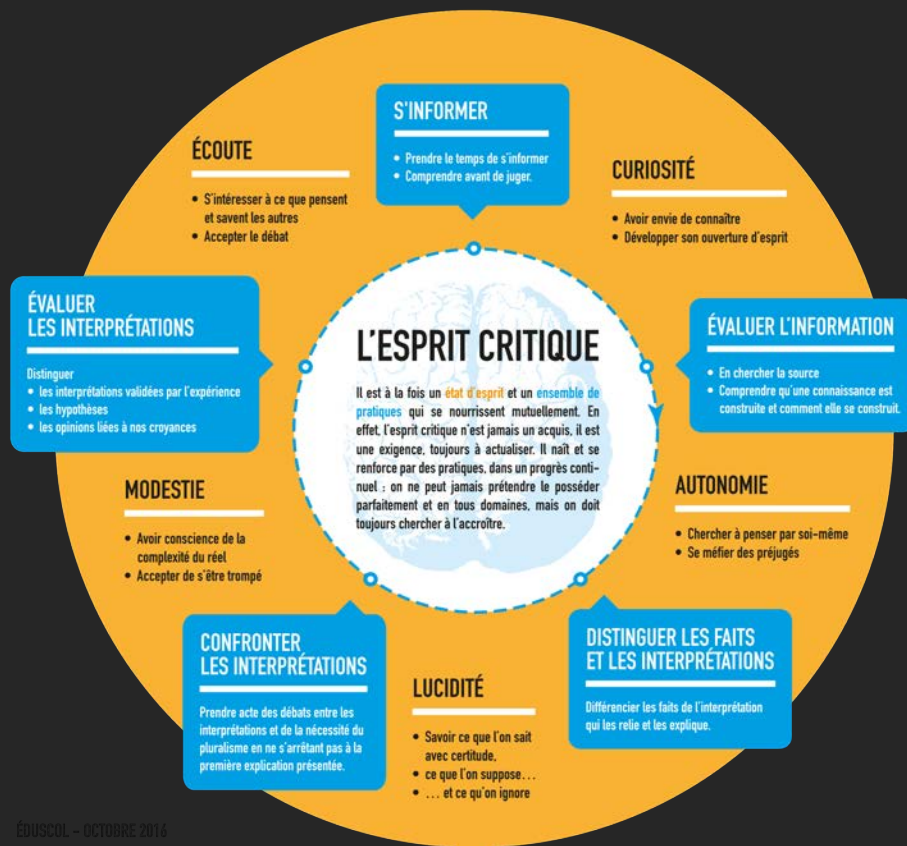 S'INFORMER
• Prendre le temps de s'informer
• Comprendre avant de juger.
CURIOSITÉ
• Avoir envie de connaître
• Développer son ouverture d'esprit
ÉVALUER L'INFORMATION
• En chercher la source
• Comprendre qu'une connaissance est
construite et comment elle se construit.
AUTONOMIE
• Chercher à penser par soi-même
• Se méfier des préjugés
DISTINGUER LES FAITS
ET LES INTERPRÉTATIONS
Différencier les faits de l'interprétation
qui les relie et les explique.
LUCIDITÉ
• Savoir ce que l'on sait
avec certitude,
• ce que l'on suppose...
• ... et ce qu'on ignore
CONFRONTER
LES INTERPRÉTATIONS
Prendre acte des débats entre les
interprétations et de la nécessité du
pluralisme en ne s'arrêtant pas à la
première explication présentée.
MODESTIE
• Avoir conscience de la
complexité du réel
• Accepter de s'être trompé
ÉVALUER
LES INTERPRÉTATIONS
Distinguer
• les interprétations validées par l'expérience
• les hypothèses
• les opinions liées à nos croyances
ÉCOUTE
• S'intéresser à ce que pensent
et savent les autres
• Accepter le débat
L'ESPRIT CRITIQUE
Il est à la fois un état d'esprit et un ensemble de
pratiques qui se nourrissent mutuellement. En
effet, l'esprit critique n'est jamais un acquis, il est
une exigence, toujours à actualiser. Il naît et se
renforce par des pratiques, dans un progrès conti-
nuel : on ne peut jamais prétendre le posséder
parfaitement et en tous domaines, mais on doit
toujours chercher à l'accroître.
ÉDUSCOL - OCTOBRE 2016